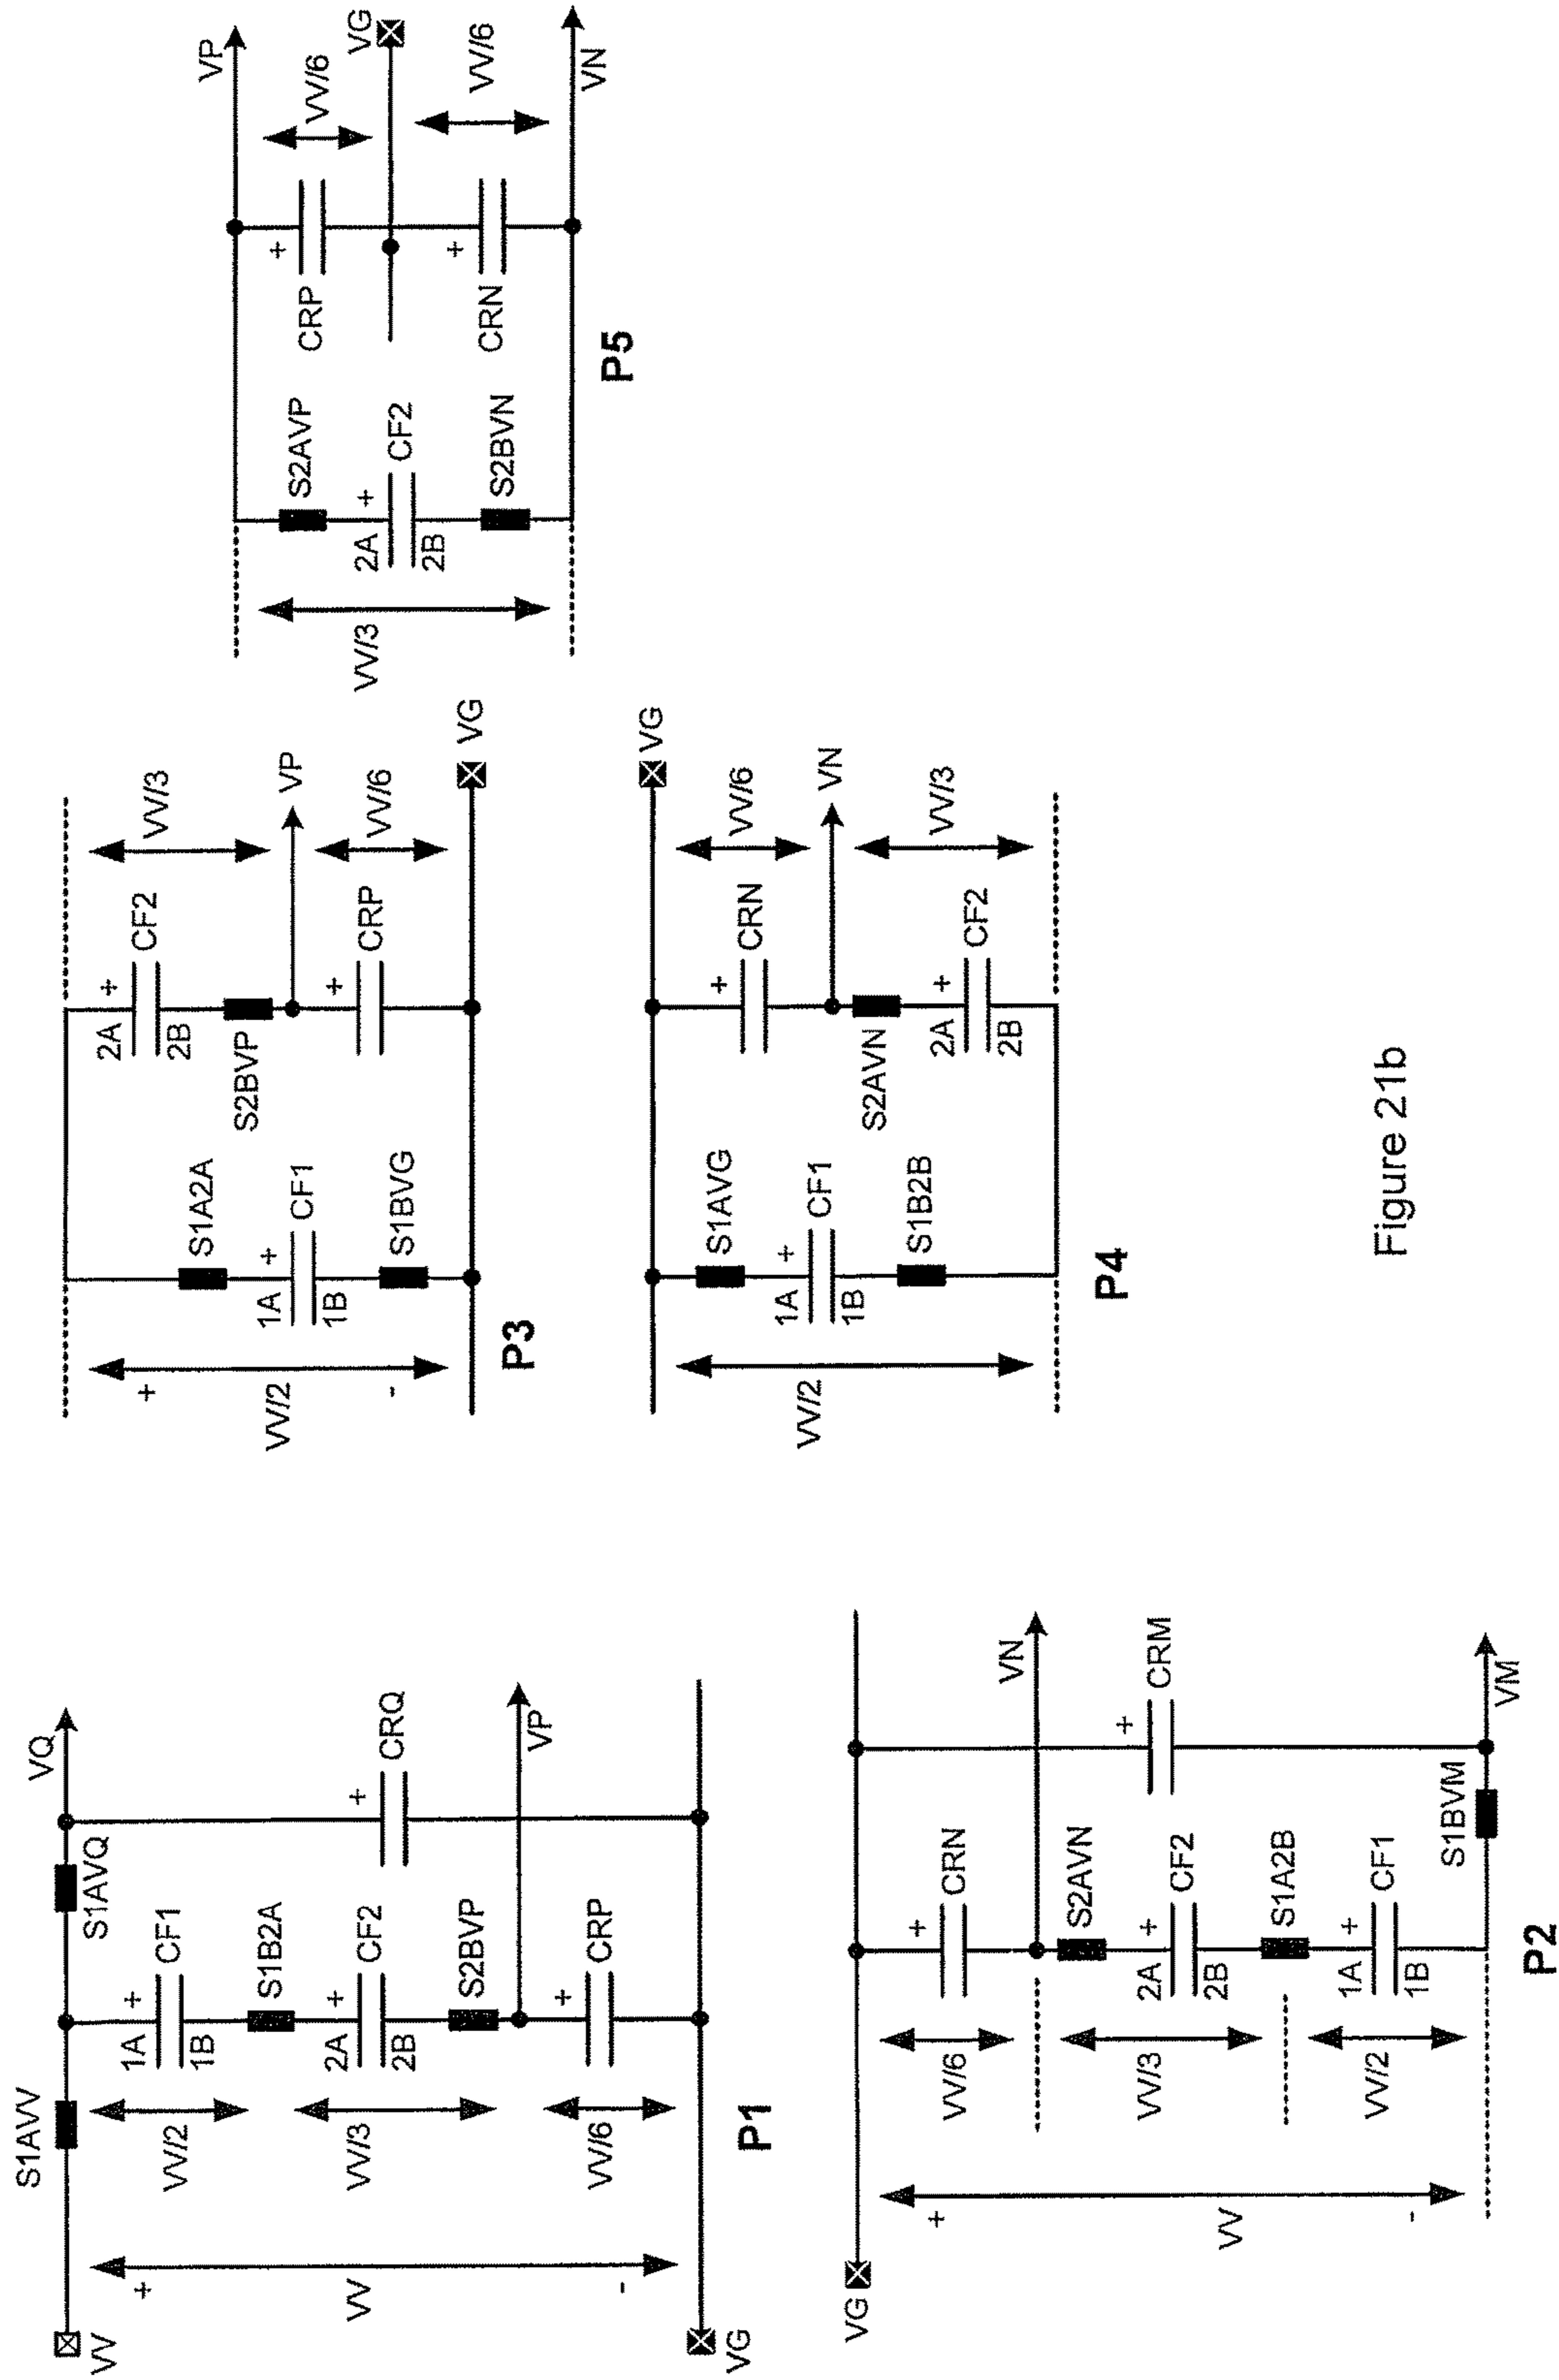 S1AVV
S1AVQ
VQ
VV
+
VV
-
VV/2
VV/3
VV/6
1A
+
CF1
1B
S1B2A
2A
+
CF2
2B
S2BVP
+
CRP
+
CRQ
VP
VG
P1
VG
+
VV
-
VV/6
VV/3
VV/2
+
CRN
VN
S2AVN
2A
+
CF2
2B
S1A2B
1A
+
CF1
1B
+
CRM
S1BVM
VM
P2
+
VV/2
-
S1A2A
1A
+
CF1
1B
S1BVG
2A
+
CF2
2B
S2BVP
+
CRP
VV/3
VP
VV/6
VG
P3
VV/2
S1AVG
1A
+
CF1
1B
S1B2B
+
CRN
S2AVN
2A
+
CF2
2B
VG
VV/6
VN
VV/3
P4
VV/3
S2AVP
2A
+
CF2
2B
S2BVN
+
CRP
+
CRN
VP
VV/6
VG
VV/6
VN
P5
Figure 21b